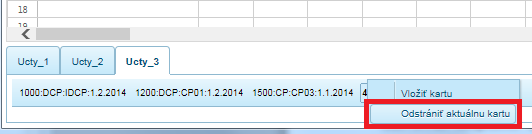 18
19
Ucty_1 Ucty_2 Ucty_3
1000:DCP:IDCP:1.2.2014 1200:DCP:CP01:1.2.2014 1500:CP:CP03:1.1.2014 4
Vložiť kartu
Odstrániť aktuálnu kartu